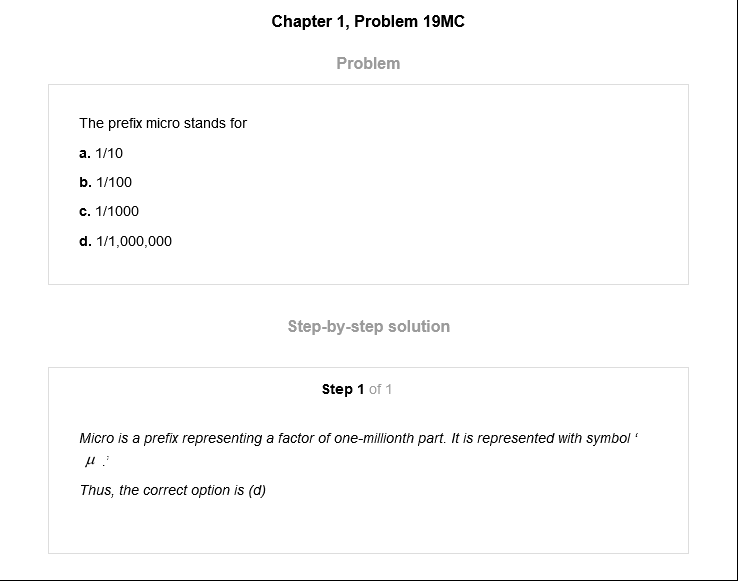 Chapter 1, Problem 19MC
Problem
The prefix micro stands for
a. 1/10
b. 1/100
c. 1/1000
d. 1/1,000,000
Step-by-step solution
Step 1 of 1
Micro is a prefix representing a factor of one-millionth part. It is represented with symbol ‘
μ .’
Thus, the correct option is (d)